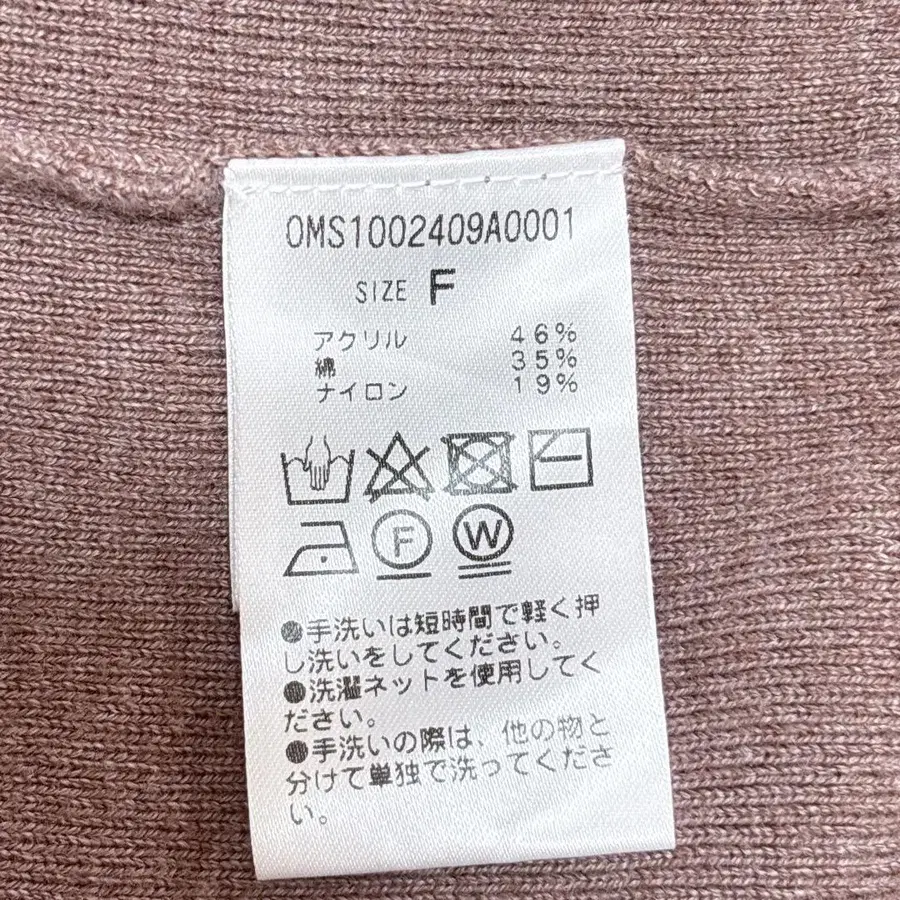 OMS1002409A0001
SIZE F
アクリル 46%
綿 35%
ナイロン 19%
F W
●手洗いは短時間で軽く押
し洗いをしてください。
●洗濯ネットを使用してく
ださい。
●手洗いの際は、他の物と
分けて単独で洗ってくださ
い。